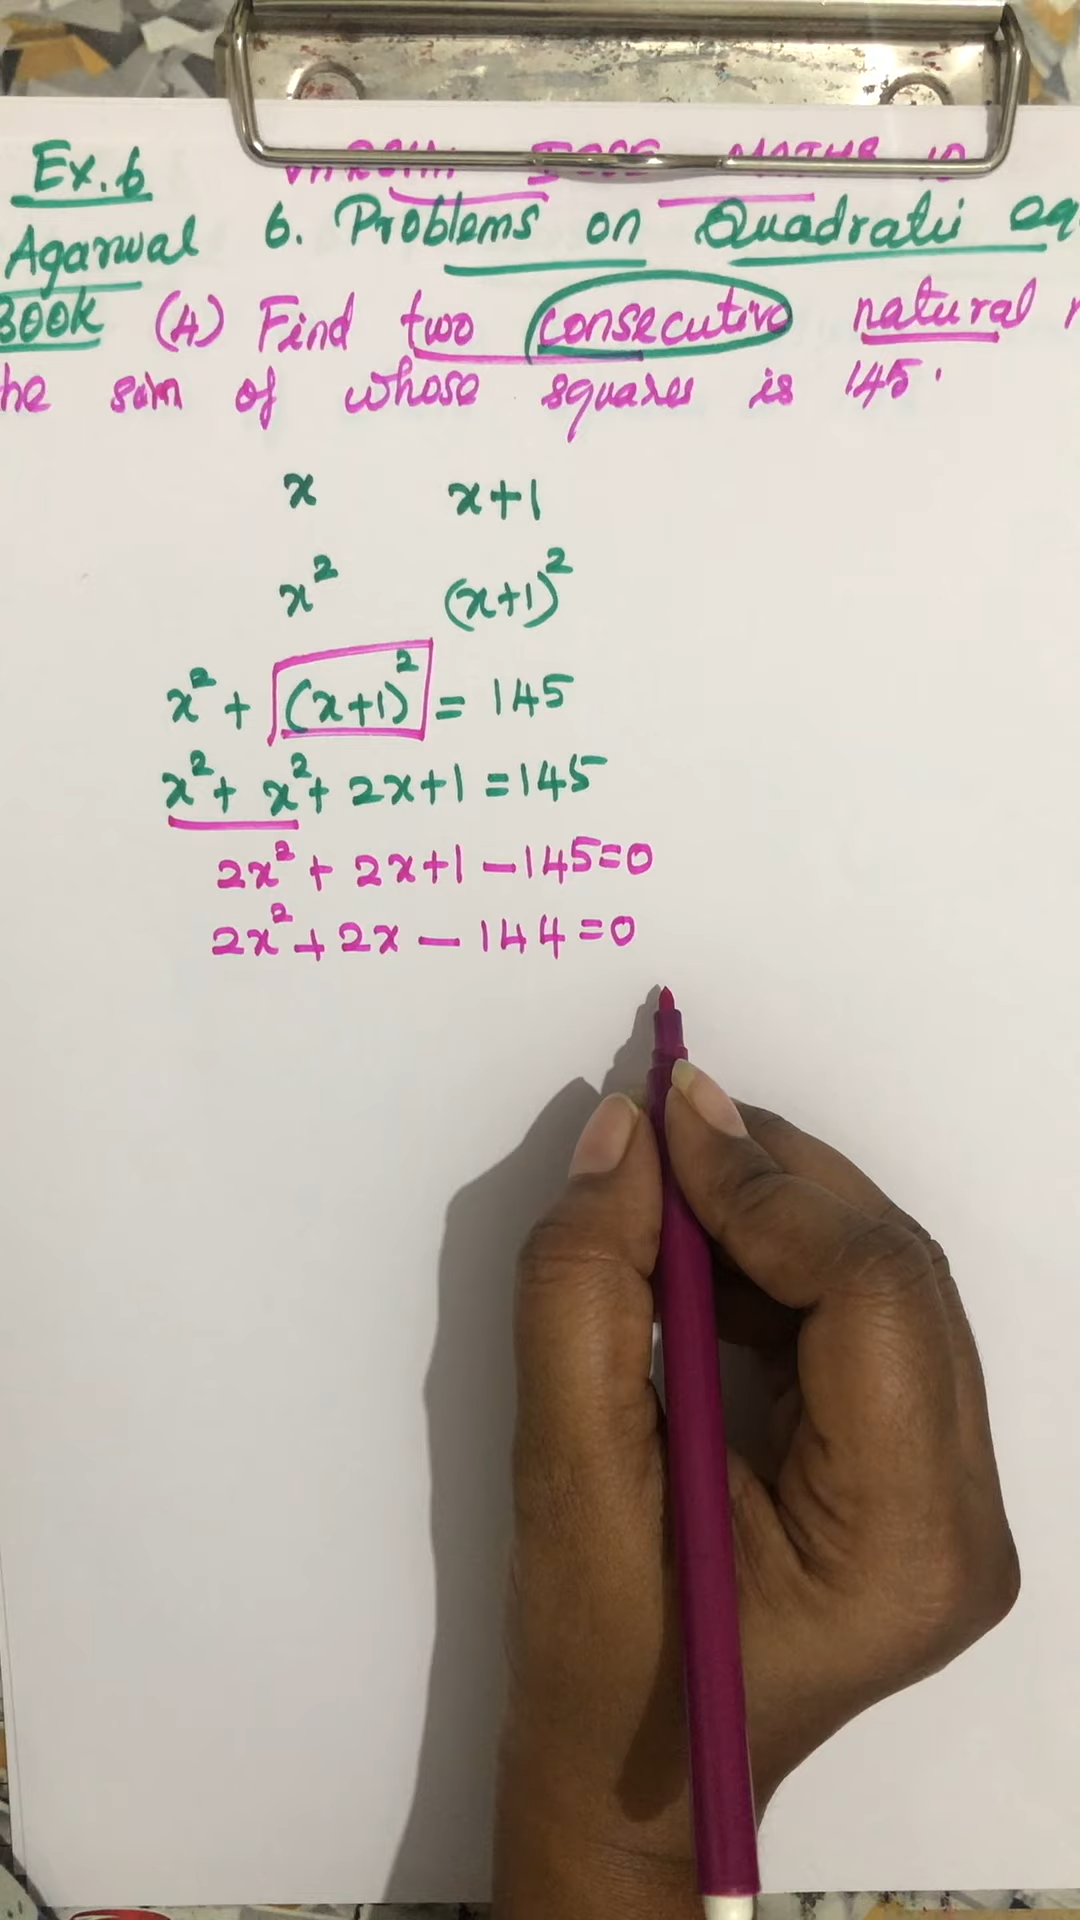 Ex.6
Agarwal 6. Problems on Quadratic
Book (4) Find two consecutive natural
sum of whose squares is 145.
x x+1
x² (x+1)²
x² + (x+1)² = 145
x² + x² + 2x+1 = 145
2x² + 2x+1 - 145=0
2x² + 2x - 144 = 0